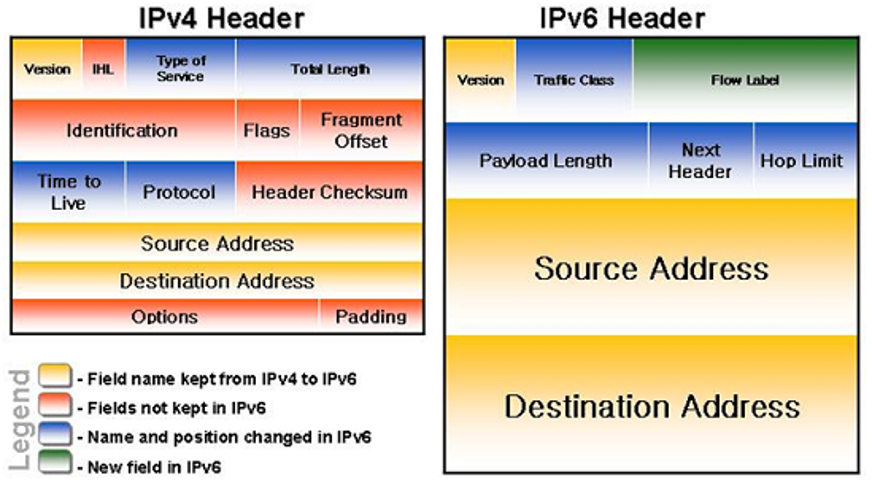 IPv4 Header
Version IHL Type of Service Total Length
Identification Flags Fragment Offset
Time to Live Protocol Header Checksum
Source Address
Destination Address
Options Padding
IPv6 Header
Version Traffic Class Flow Label
Payload Length Next Header Hop Limit
Source Address
Destination Address
Legend
- Field name kept from IPv4 to IPv6
- Fields not kept in IPv6
- Name and position changed in IPv6
- New field in IPv6